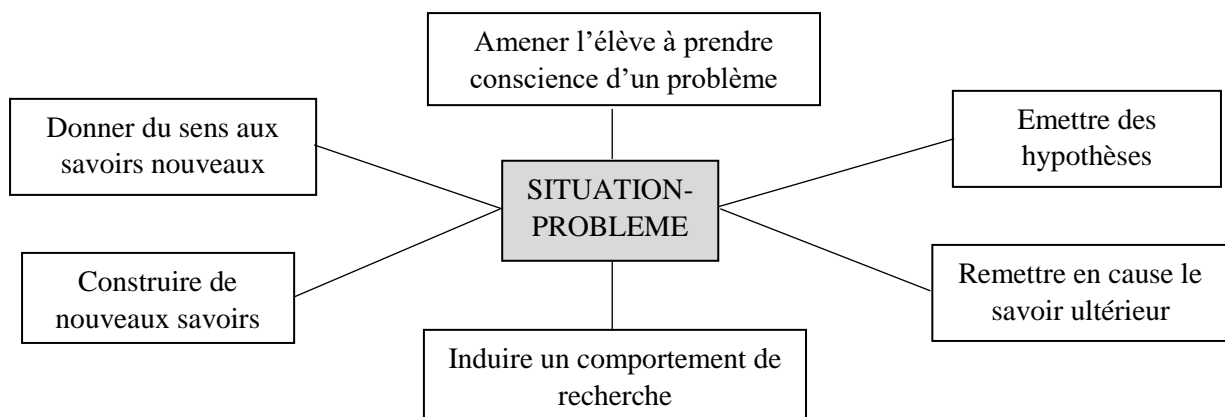 Amener l’élève à prendre
conscience d’un problème
Donner du sens aux
savoirs nouveaux
Emettre des
hypothèses
SITUATION-
PROBLEME
Construire de
nouveaux savoirs
Remettre en cause le
savoir ultérieur
Induire un comportement de
recherche